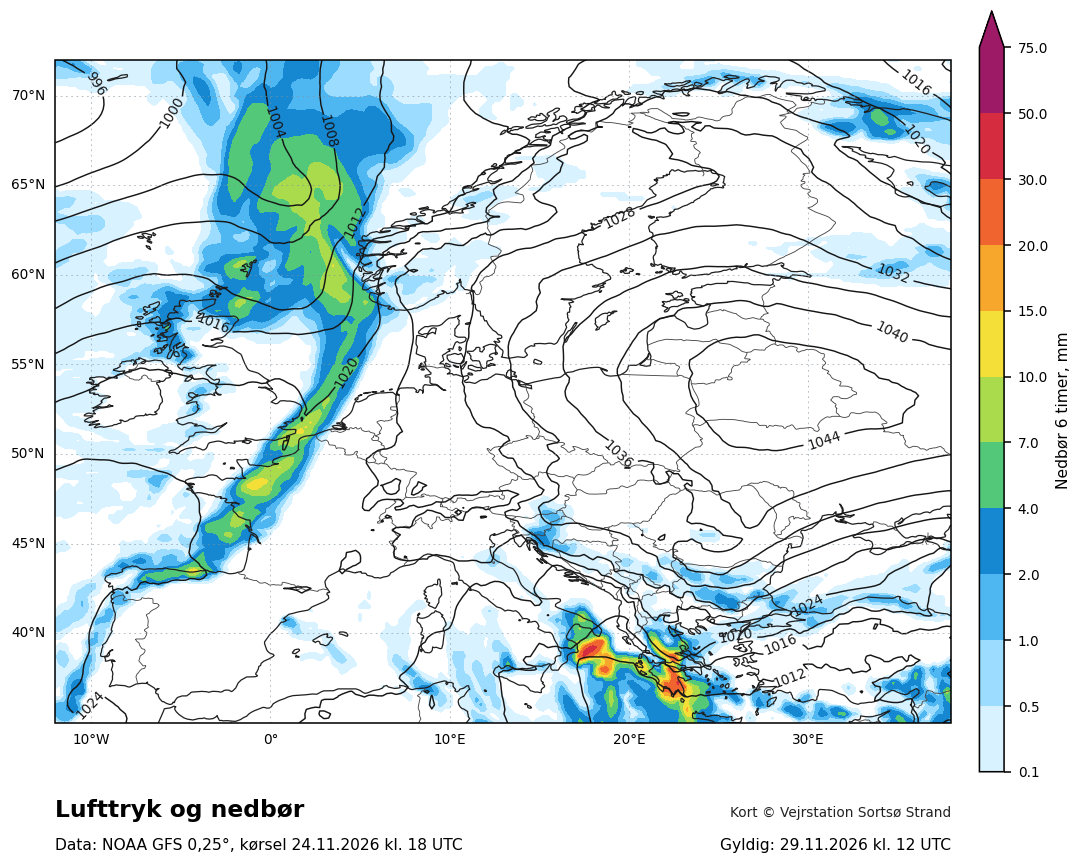 996
1000
1004
1008
1012
1016
1020
1016
1020
1028
1032
1040
1044
1036
1024
1020
1016
1012
1024
70°N
65°N
60°N
55°N
50°N
45°N
40°N
10°W
0°
10°E
20°E
30°E
75.0
50.0
30.0
20.0
15.0
10.0
7.0
4.0
2.0
1.0
0.5
0.1
Nedbør 6 timer, mm
Lufttryk og nedbør
Kort © Vejrstation Sortsø Strand
Data: NOAA GFS 0,25°, kørsel 24.11.2026 kl. 18 UTC
Gyldig: 29.11.2026 kl. 12 UTC